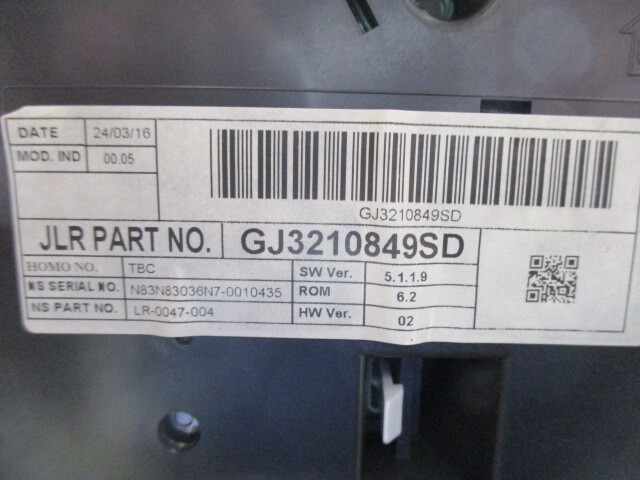 DATE 24/03/16
MOD. IND 00.05
GJ3210849SD
JLR PART NO. GJ3210849SD
HOMO NO. TBC SW Ver. 5.1.1.9
NS SERIAL NO. N83N83036N7-0010435 ROM 6.2
NS PART NO. LR-0047-004 HW Ver. 02